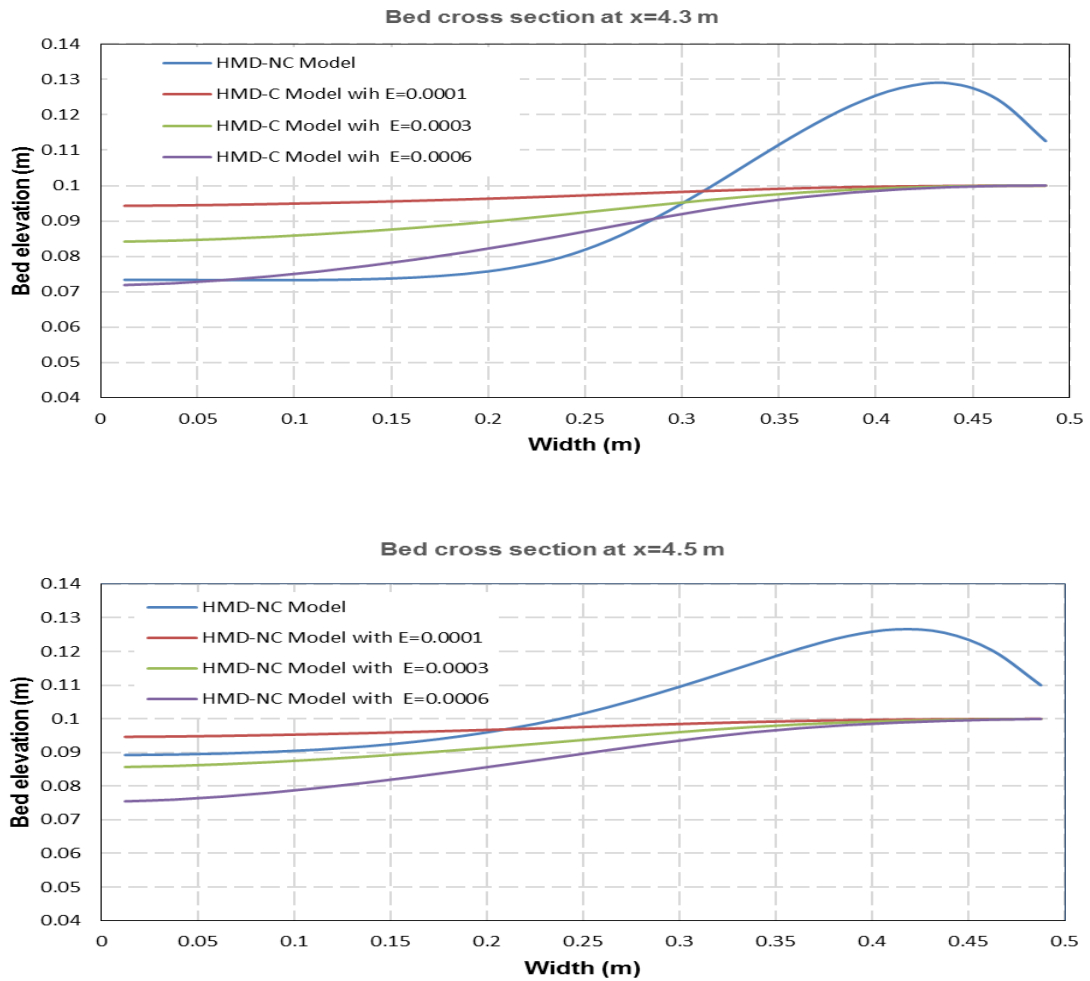 Bed cross section at x=4.3 m
0.14
0.13
0.12
0.11
0.1
0.09
0.08
0.07
0.06
0.05
0.04
Bed elevation (m)
HMD-NC Model
HMD-C Model wih E=0.0001
HMD-C Model wih E=0.0003
HMD-C Model wih E=0.0006
0 0.05 0.1 0.15 0.2 0.25 0.3 0.35 0.4 0.45 0.5
Width (m)
Bed cross section at x=4.5 m
0.14
0.13
0.12
0.11
0.1
0.09
0.08
0.07
0.06
0.05
0.04
Bed elevation (m)
HMD-NC Model
HMD-NC Model with E=0.0001
HMD-NC Model with E=0.0003
HMD-NC Model with E=0.0006
0 0.05 0.1 0.15 0.2 0.25 0.3 0.35 0.4 0.45 0.5
Width (m)